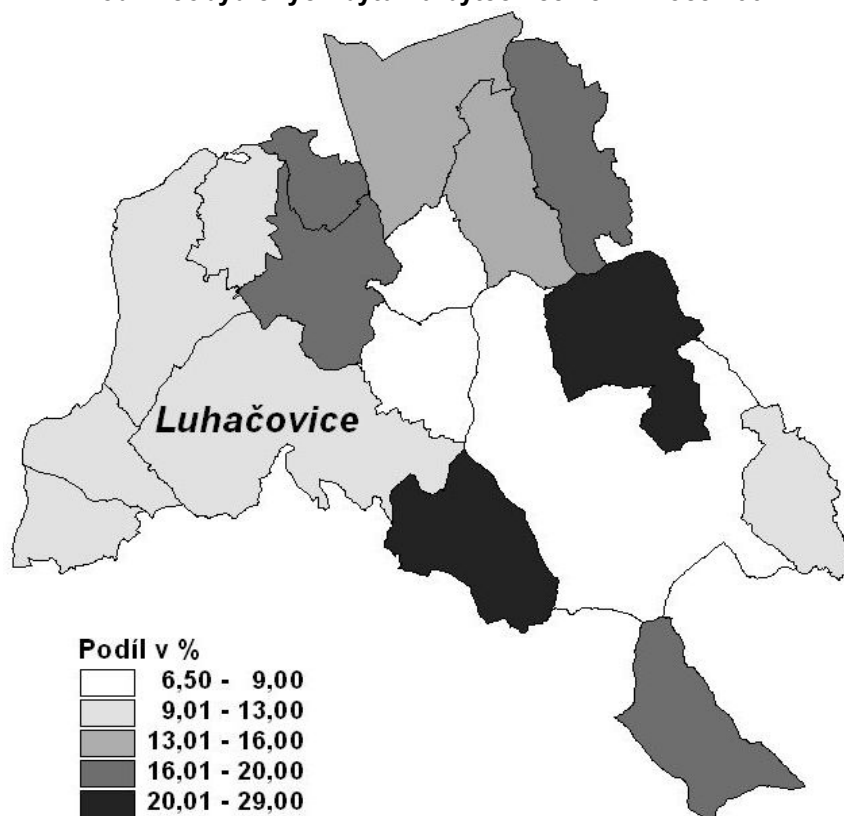 Luhačovice
Podíl v %
6,50 - 9,00
9,01 - 13,00
13,01 - 16,00
16,01 - 20,00
20,01 - 29,00